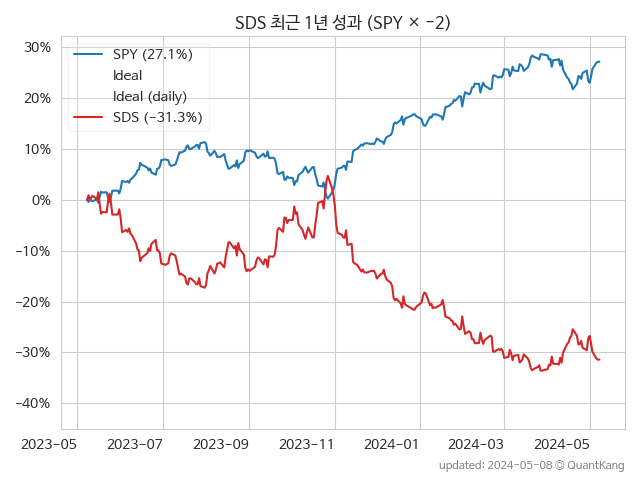 SDS 최근 1년 성과 (SPY × −2)
SPY (27.1%)
Ideal
Ideal (daily)
SDS (−31.3%)
30%
20%
10%
0%
−10%
−20%
−30%
−40%
2023−05
2023−07
2023−09
2023−11
2024−01
2024−03
2024−05
updated: 2024-05-08 © QuantKang